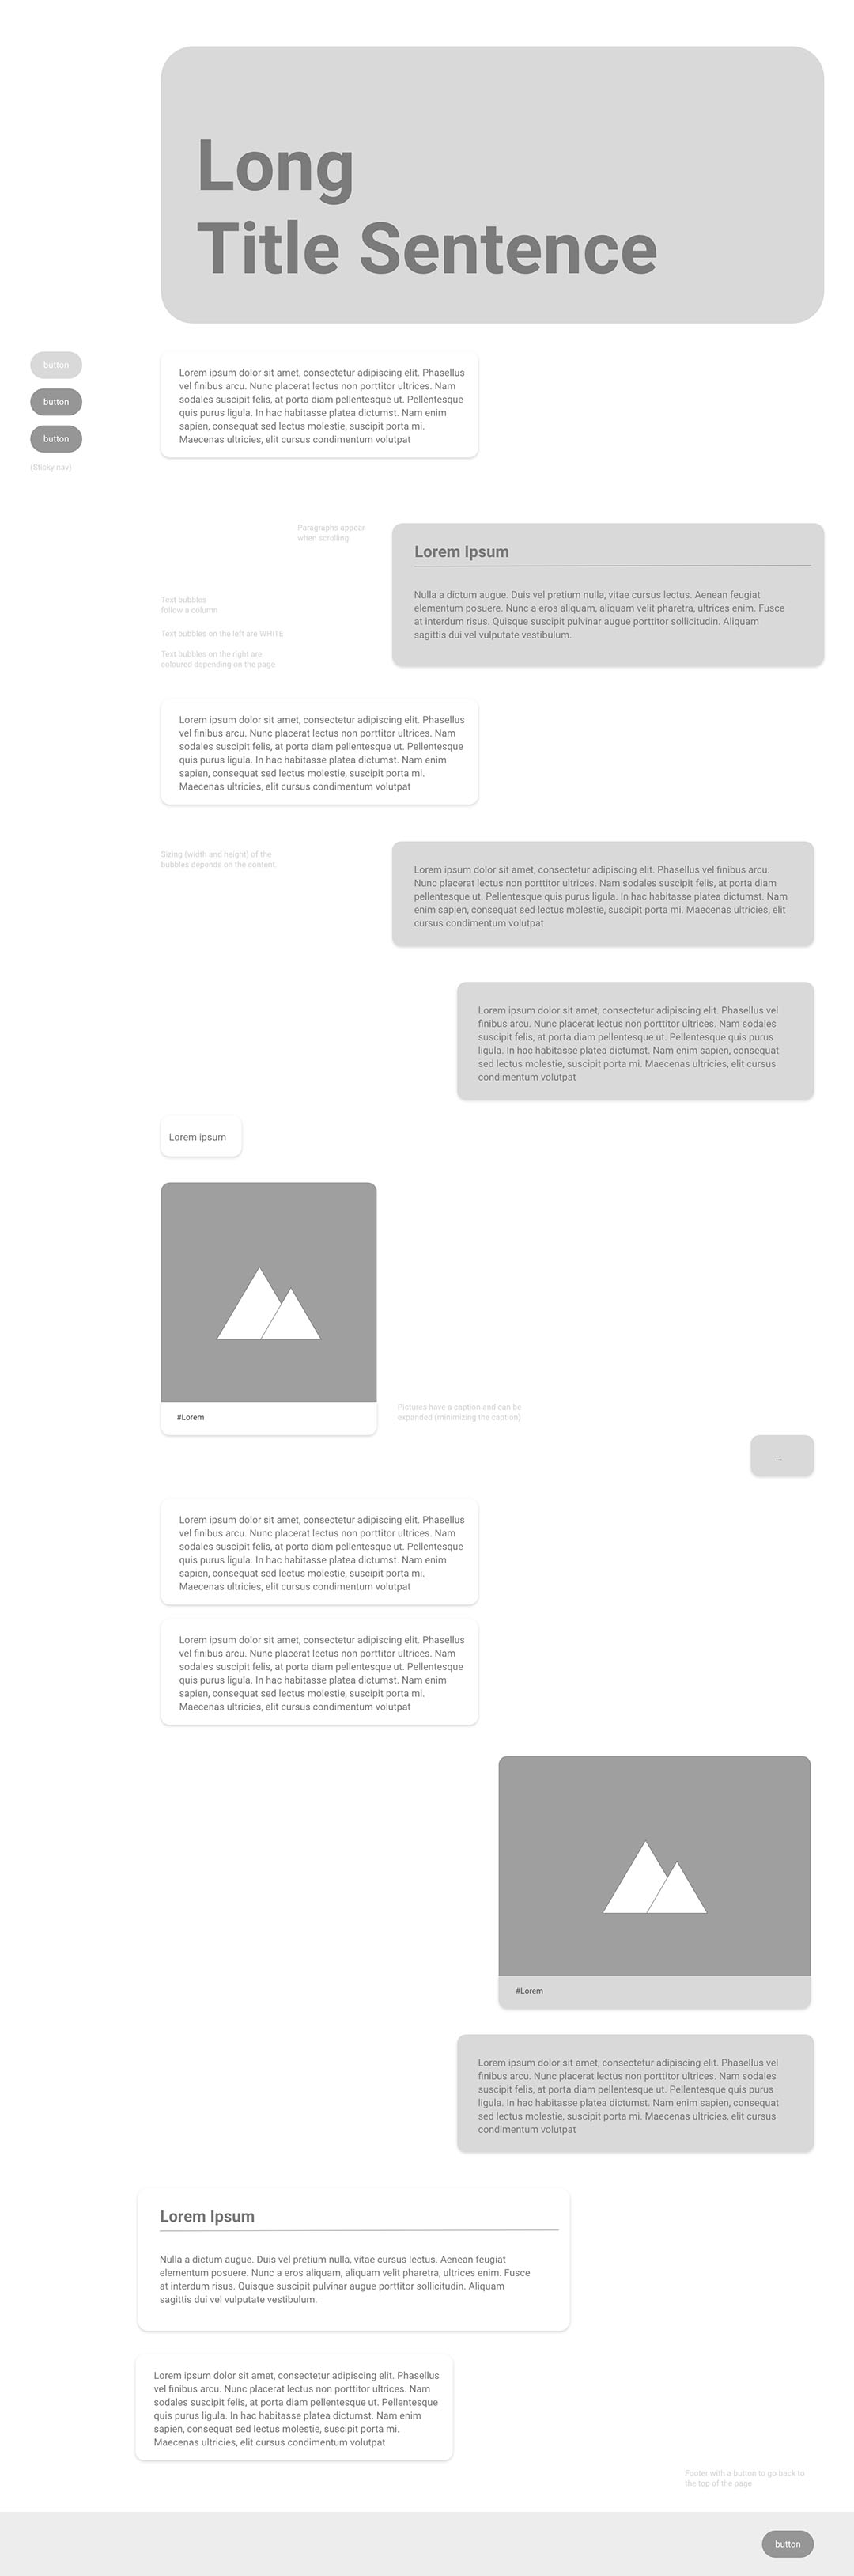 Long
Title Sentence
button
button
button
(Sticky nav)
Lorem ipsum dolor sit amet, consectetur adipiscing elit. Phasellus
vel finibus arcu. Nunc placerat lectus non porttitor ultrices. Nam
sodales suscipit felis, at porta diam pellentesque ut. Pellentesque
quis purus ligula. In hac habitasse platea dictumst. Nam enim
sapien, consequat sed lectus molestie, suscipit porta mi.
Maecenas ultricies, elit cursus condimentum volutpat
Paragraphs appear
when scrolling
Lorem Ipsum
Nulla a dictum augue. Duis vel pretium nulla, vitae cursus lectus. Aenean feugiat
elementum posuere. Nunc a eros aliquam, aliquam velit pharetra, ultrices enim. Fusce
at interdum risus. Quisque suscipit pulvinar augue porttitor sollicitudin. Aliquam
sagittis dui vel vulputate vestibulum.
Text bubbles
follow a column
Text bubbles on the left are WHITE
Text bubbles on the right are
coloured depending on the page
Lorem ipsum dolor sit amet, consectetur adipiscing elit. Phasellus
vel finibus arcu. Nunc placerat lectus non porttitor ultrices. Nam
sodales suscipit felis, at porta diam pellentesque ut. Pellentesque
quis purus ligula. In hac habitasse platea dictumst. Nam enim
sapien, consequat sed lectus molestie, suscipit porta mi.
Maecenas ultricies, elit cursus condimentum volutpat
Sizing (width and height) of the
bubbles depends on the content.
Lorem ipsum dolor sit amet, consectetur adipiscing elit. Phasellus vel finibus arcu.
Nunc placerat lectus non porttitor ultrices. Nam sodales suscipit felis, at porta diam
pellentesque ut. Pellentesque quis purus ligula. In hac habitasse platea dictumst. Nam
enim sapien, consequat sed lectus molestie, suscipit porta mi. Maecenas ultricies, elit
cursus condimentum volutpat
Lorem ipsum dolor sit amet, consectetur adipiscing elit. Phasellus vel
finibus arcu. Nunc placerat lectus non porttitor ultrices. Nam sodales
suscipit felis, at porta diam pellentesque ut. Pellentesque quis purus
ligula. In hac habitasse platea dictumst. Nam enim sapien, consequat
sed lectus molestie, suscipit porta mi. Maecenas ultricies, elit cursus
condimentum volutpat
Lorem ipsum
#Lorem
Pictures have a caption and can be
expanded (minimizing the caption)
...
Lorem ipsum dolor sit amet, consectetur adipiscing elit. Phasellus
vel finibus arcu. Nunc placerat lectus non porttitor ultrices. Nam
sodales suscipit felis, at porta diam pellentesque ut. Pellentesque
quis purus ligula. In hac habitasse platea dictumst. Nam enim
sapien, consequat sed lectus molestie, suscipit porta mi.
Maecenas ultricies, elit cursus condimentum volutpat
Lorem ipsum dolor sit amet, consectetur adipiscing elit. Phasellus
vel finibus arcu. Nunc placerat lectus non porttitor ultrices. Nam
sodales suscipit felis, at porta diam pellentesque ut. Pellentesque
quis purus ligula. In hac habitasse platea dictumst. Nam enim
sapien, consequat sed lectus molestie, suscipit porta mi.
Maecenas ultricies, elit cursus condimentum volutpat
#Lorem
Lorem ipsum dolor sit amet, consectetur adipiscing elit. Phasellus vel
finibus arcu. Nunc placerat lectus non porttitor ultrices. Nam sodales
suscipit felis, at porta diam pellentesque ut. Pellentesque quis purus
ligula. In hac habitasse platea dictumst. Nam enim sapien, consequat
sed lectus molestie, suscipit porta mi. Maecenas ultricies, elit cursus
condimentum volutpat
Lorem Ipsum
Nulla a dictum augue. Duis vel pretium nulla, vitae cursus lectus. Aenean feugiat
elementum posuere. Nunc a eros aliquam, aliquam velit pharetra, ultrices enim. Fusce
at interdum risus. Quisque suscipit pulvinar augue porttitor sollicitudin. Aliquam
sagittis dui vel vulputate vestibulum.
Lorem ipsum dolor sit amet, consectetur adipiscing elit. Phasellus
vel finibus arcu. Nunc placerat lectus non porttitor ultrices. Nam
sodales suscipit felis, at porta diam pellentesque ut. Pellentesque
quis purus ligula. In hac habitasse platea dictumst. Nam enim
sapien, consequat sed lectus molestie, suscipit porta mi.
Maecenas ultricies, elit cursus condimentum volutpat
Footer with a button to go back to
the top of the page
button